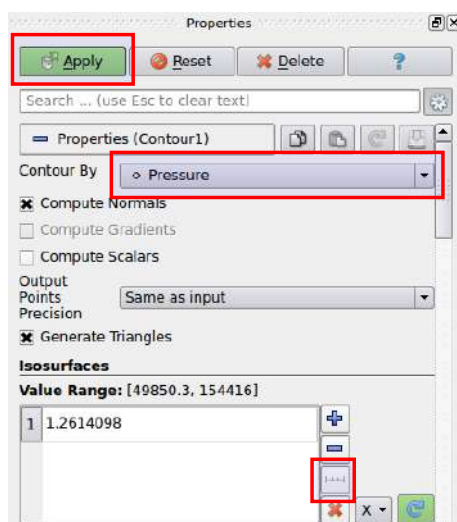 Properties
Apply Reset Delete ?
Search ... (use Esc to clear text)
Properties (Contour1)
Contour By Pressure
Compute Normals
Compute Gradients
Compute Scalars
Output
Points
Precision
Same as input
Generate Triangles
Isosurfaces
Value Range: [49850.3, 154416]
1 1.2614098
X